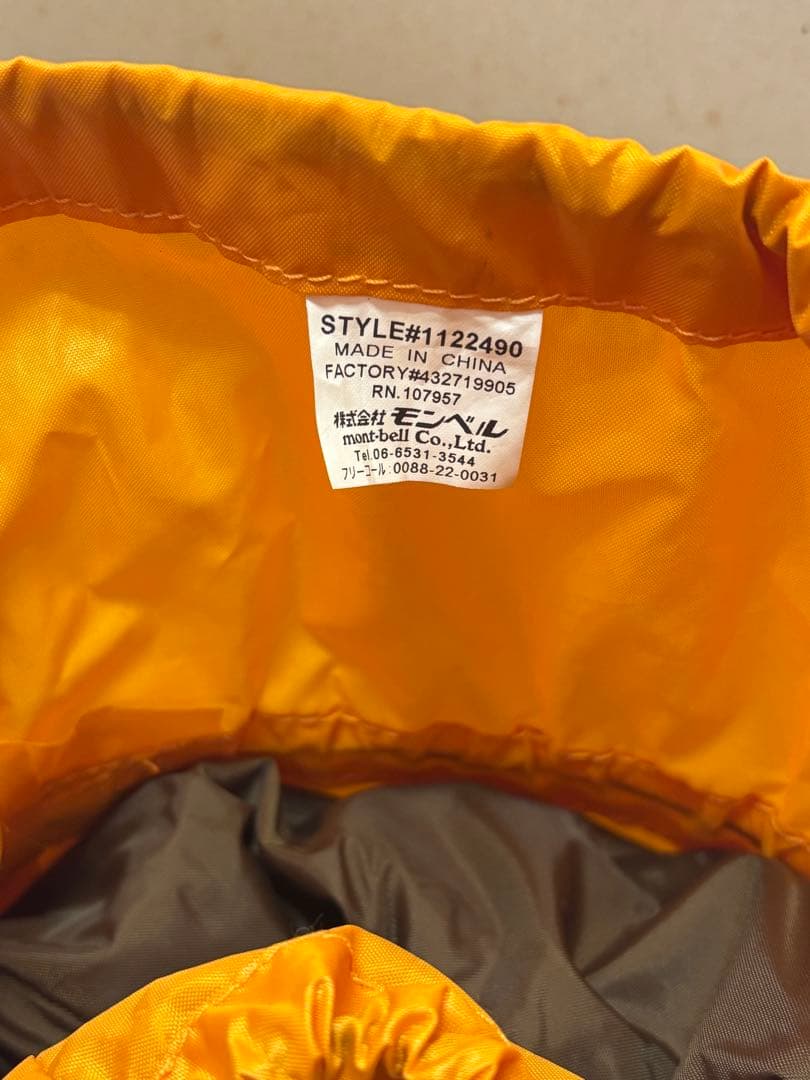 STYLE#1122490
MADE IN CHINA
FACTORY#432719905
RN.107957
株式会社 モンベル
mont-bell Co.,Ltd.
Tel.06-6531-3544
フリーコール:0088-22-0031